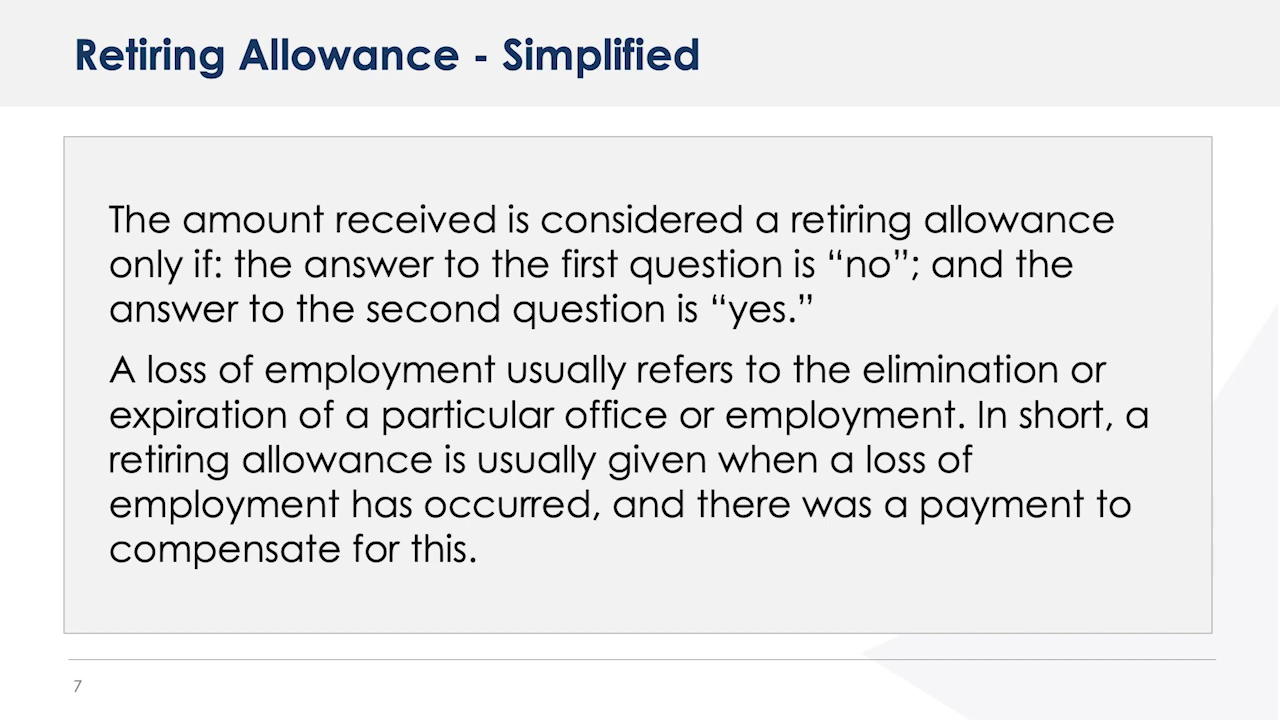 Retiring Allowance - Simplified
The amount received is considered a retiring allowance
only if: the answer to the first question is “no”; and the
answer to the second question is “yes.”
A loss of employment usually refers to the elimination or
expiration of a particular office or employment. In short, a
retiring allowance is usually given when a loss of
employment has occurred, and there was a payment to
compensate for this.
7